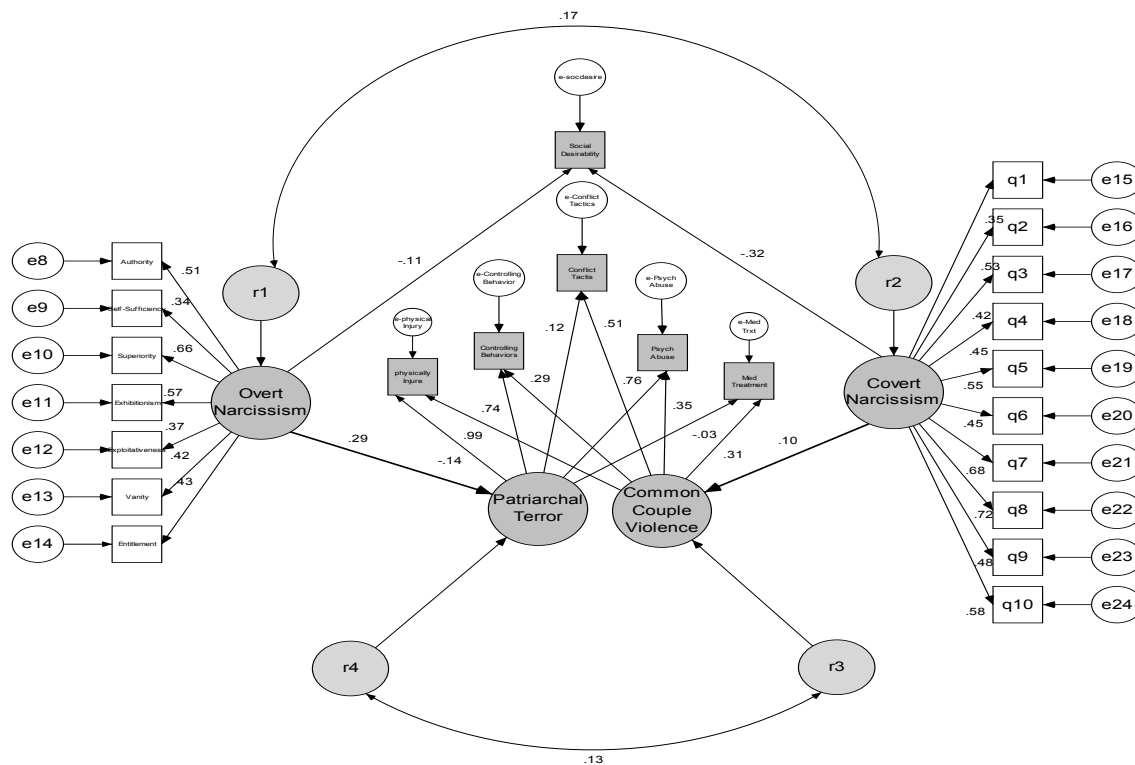 .17
e-socdesire
Social
Desirability
e-Conflict
Tactics
Conflict
Tactis
e-Controlling
Behavior
Controlling
Behaviors
e-Psych
Abuse
Psych
Abuse
e-physical
Injury
physically
Injure
e-Med
Trxt
Med
Treatment
-.11
-.32
r1
r2
e8
Authority
.51
e9
Self-Sufficiency
.34
e10
Superiority
.66
e11
Exhibitionism
.57
e12
Exploitativeness
.37
e13
Vanity
.42
e14
Entitlement
.43
Overt
Narcissism
Covert
Narcissism
q1
e15
.35
q2
e16
.53
q3
e17
.42
q4
e18
.45
q5
e19
.55
q6
e20
.45
q7
e21
.68
q8
e22
.72
q9
e23
.48
q10
e24
.58
.12
.51
.29
.76
.74
.35
.99
-.03
-.14
.31
.29
.10
Patriarchal
Terror
Common
Couple
Violence
r4
r3
.13